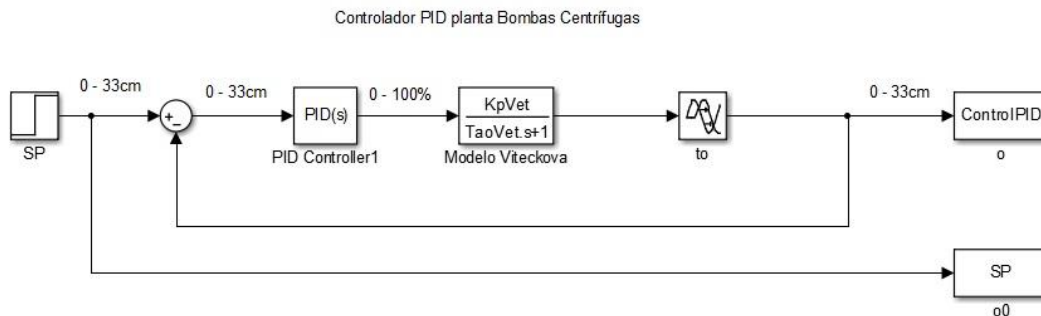 Controlador PID planta Bombas Centrífugas
0 - 33cm
0 - 33cm
0 - 100%
0 - 33cm
SP
+
−
PID(s)
PID Controller1
KpVet
TaoVet.s+1
Modelo Viteckova
to
ControlPID
o
SP
o0